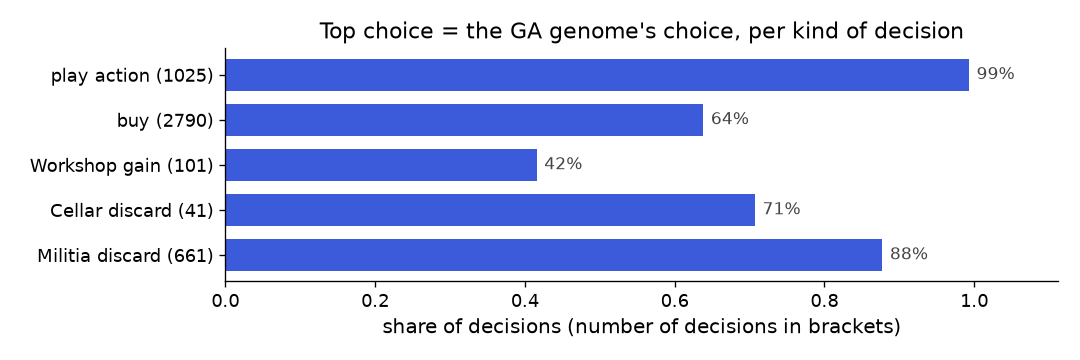 Top choice = the GA genome's choice, per kind of decision
play action (1025)
99%
buy (2790)
64%
Workshop gain (101)
42%
Cellar discard (41)
71%
Militia discard (661)
88%
0.0 0.2 0.4 0.6 0.8 1.0
share of decisions (number of decisions in brackets)